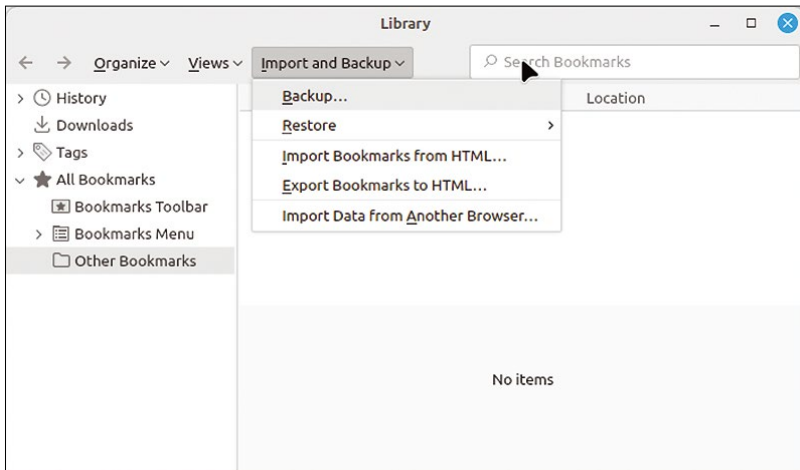 Library
Organize Views Import and Backup Search Bookmarks
History
Downloads
Tags
All Bookmarks
Bookmarks Toolbar
Bookmarks Menu
Other Bookmarks
Backup...
Restore
Import Bookmarks from HTML...
Export Bookmarks to HTML...
Import Data from Another Browser...
Location
No items